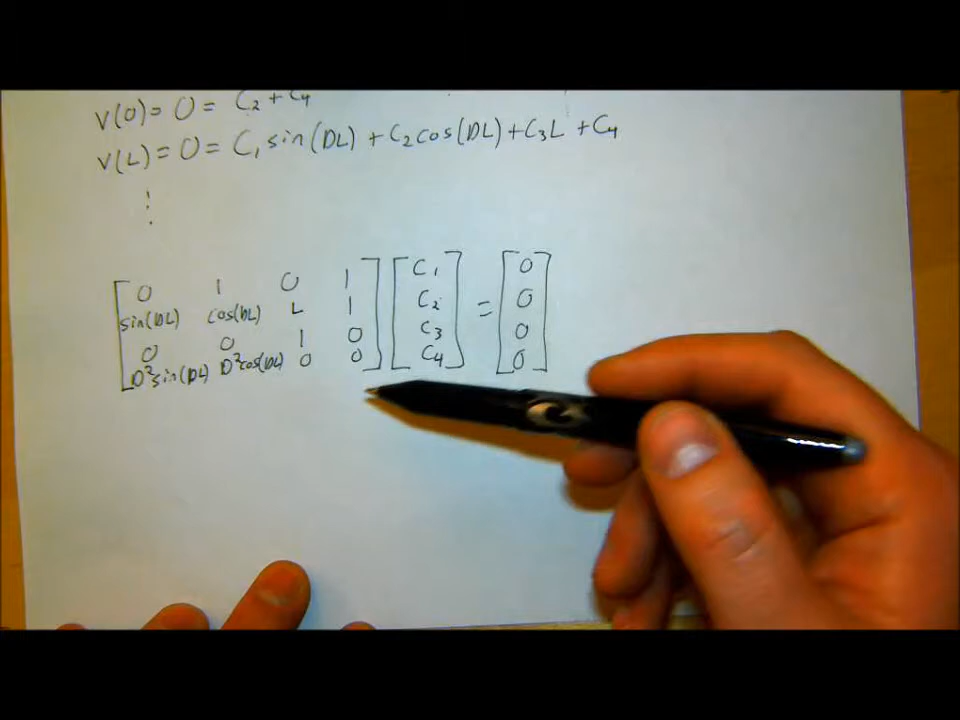 V(0) = 0 = C₂ + C₄
V(L) = 0 = C₁ sin(DL) + C₂cos(DL) + C₃L + C₄
⋮
0 1 0 1 C₁ 0
sin(DL) cos(DL) L 1 C₂ = 0
0 0 1 0 C₃ 0
D²sin(DL) D²cos(DL) 0 0 C₄ 0